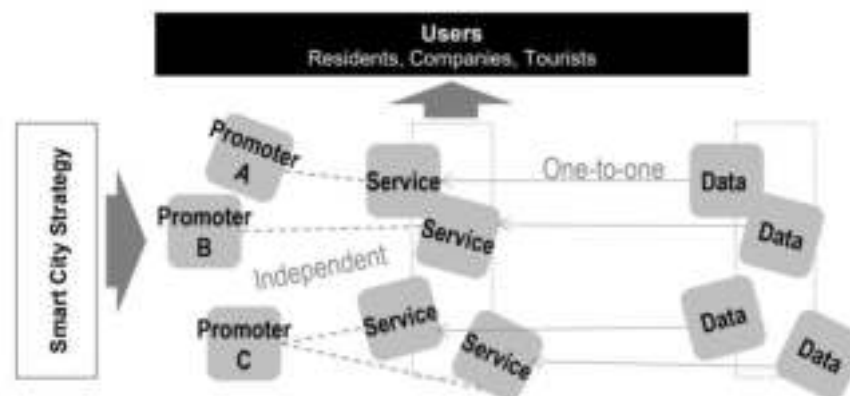 Users
Residents, Companies, Tourists
Smart City Strategy
Promoter
A
Service
One-to-one
Data
Promoter
B
Service
Data
Independent
Promoter
C
Service
Data
Service
Data